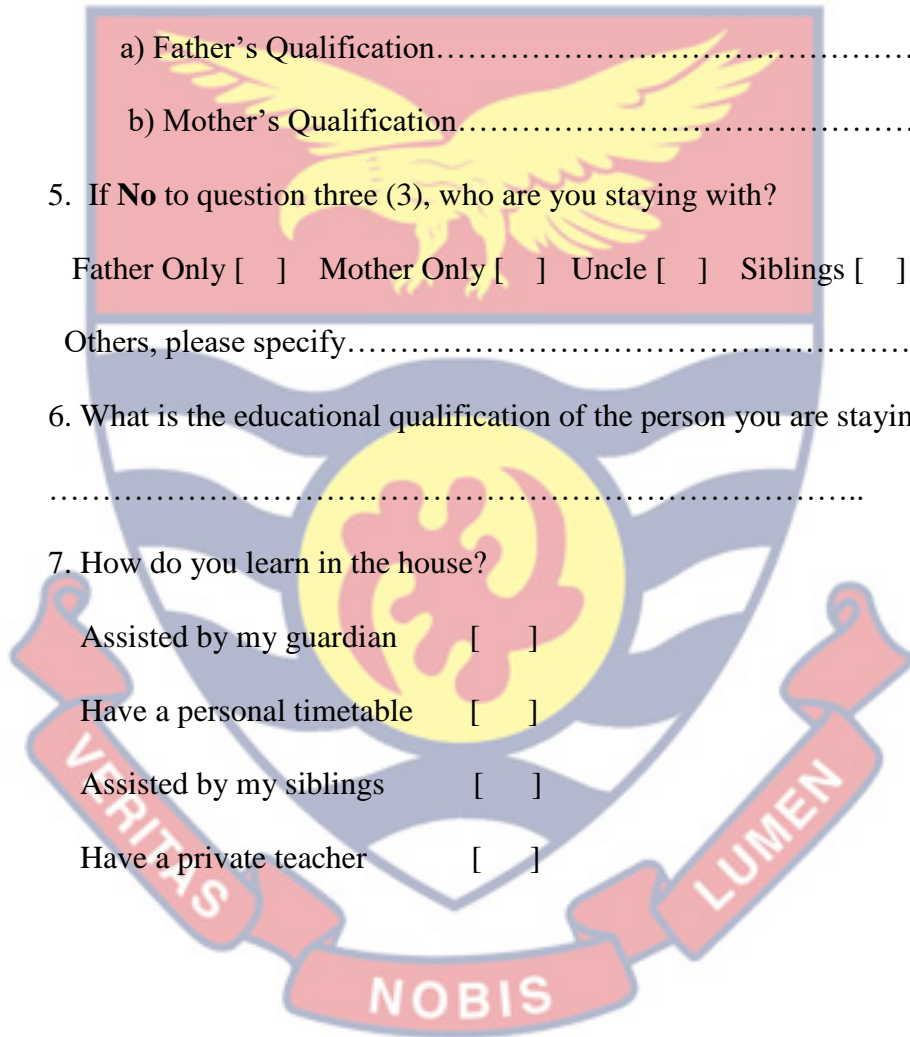 a) Father’s Qualification……………………………………….
b) Mother’s Qualification…………………………………….
5. If No to question three (3), who are you staying with?
Father Only [ ] Mother Only [ ] Uncle [ ] Siblings [ ]
Others, please specify…………………………………………….
6. What is the educational qualification of the person you are stayin
…………………………………………………………………..
7. How do you learn in the house?
Assisted by my guardian [ ]
Have a personal timetable [ ]
Assisted by my siblings [ ]
Have a private teacher [ ]
VERITAS NOBIS LUMEN